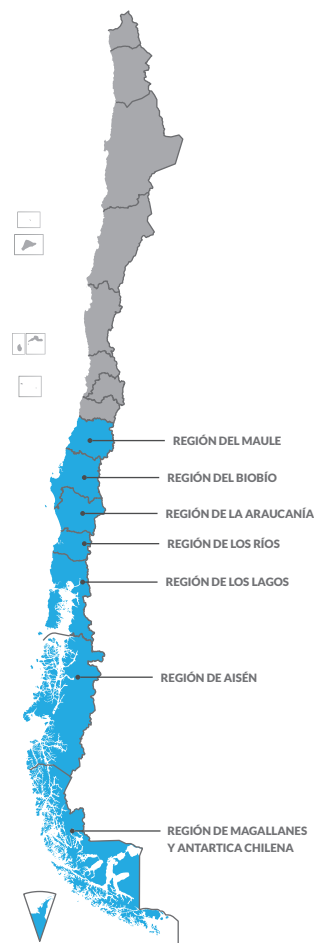 REGIÓN DEL MAULE
REGIÓN DEL BIOBÍO
REGIÓN DE LA ARAUCANÍA
REGIÓN DE LOS RÍOS
REGIÓN DE LOS LAGOS
REGIÓN DE AISÉN
REGIÓN DE MAGALLANES
Y ANTARTICA CHILENA